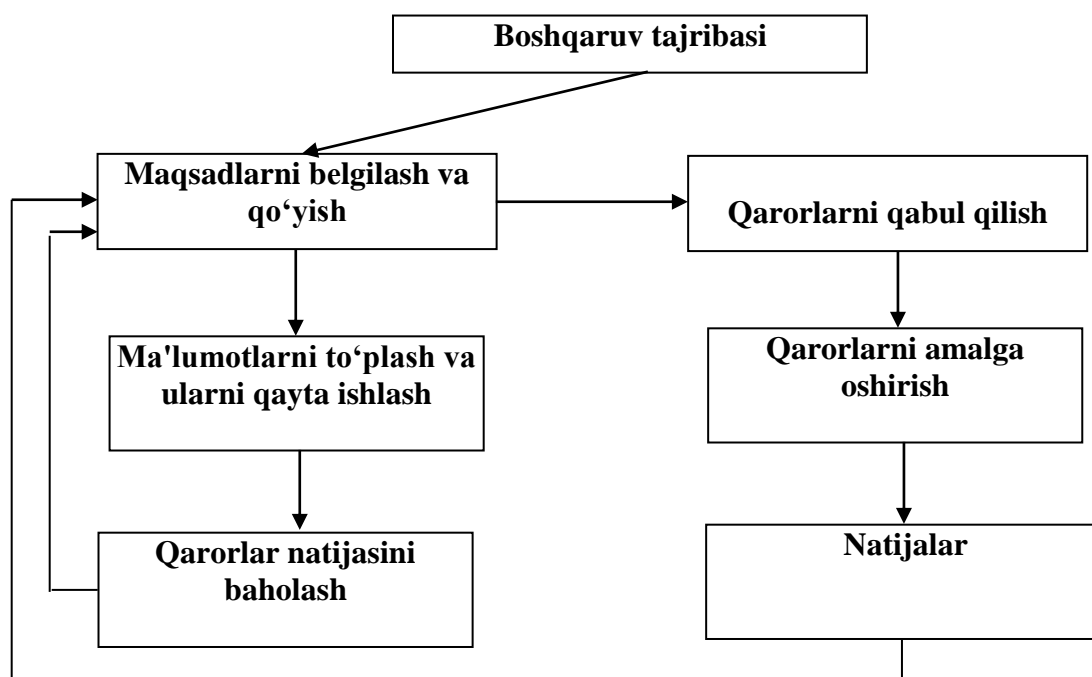 Boshqaruv tajribasi
Maqsadlarni belgilash va
qo‘yish
Qarorlarni qabul qilish
Ma'lumotlarni to‘plash va
ularni qayta ishlash
Qarorlarni amalga
oshirish
Qarorlar natijasini
baholash
Natijalar